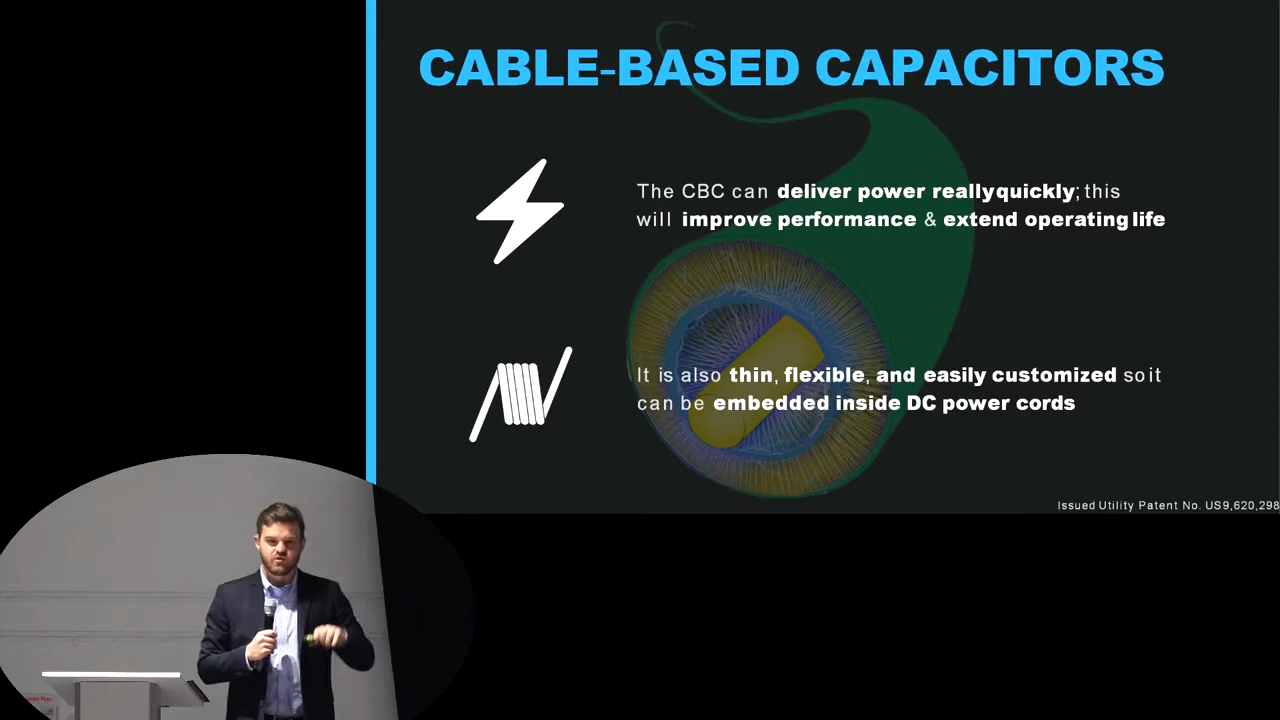 CABLE-BASED CAPACITORS
The CBC can deliver power reallyquickly; this
will improve performance & extend operating life
It is also thin, flexible, and easily customized so it
can be embedded inside DC power cords
Issued Utility Patent No. US9,620,298